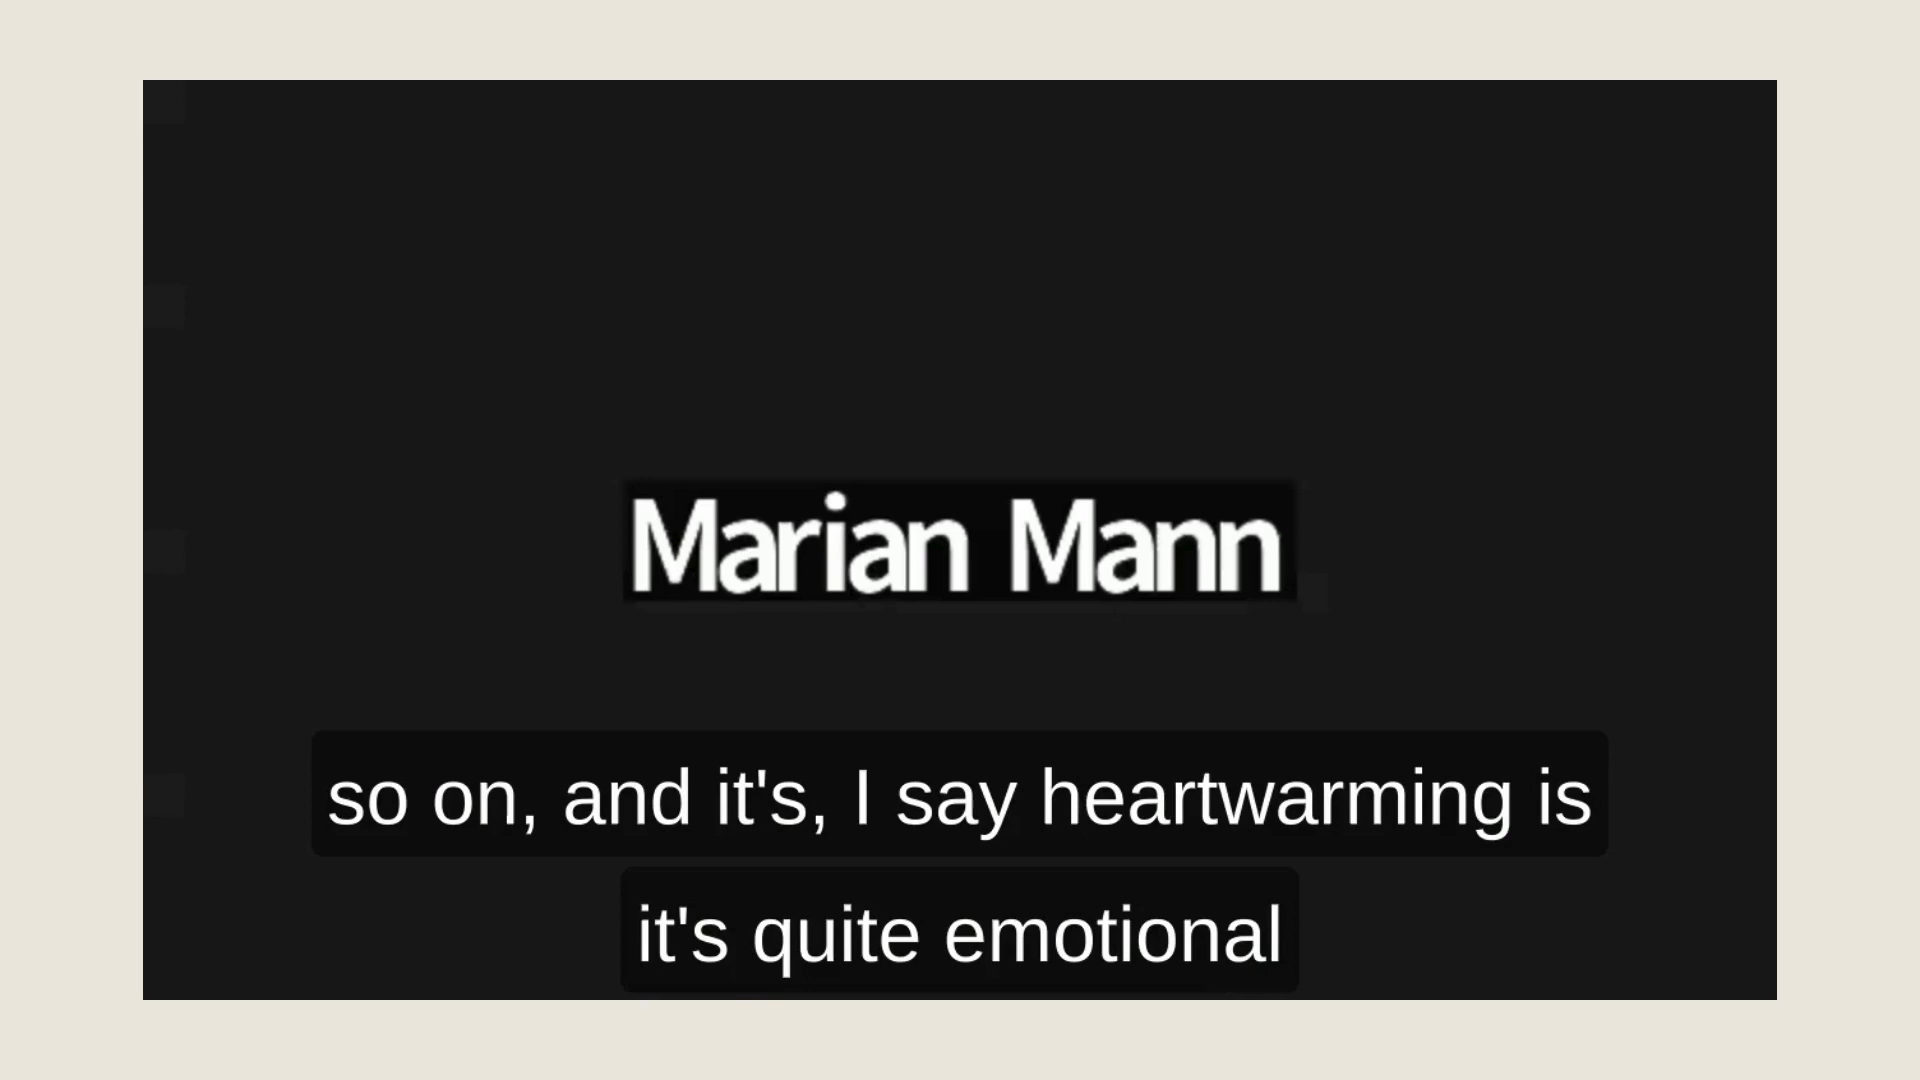 Marian Mann
so on, and it's, I say heartwarming is
it's quite emotional